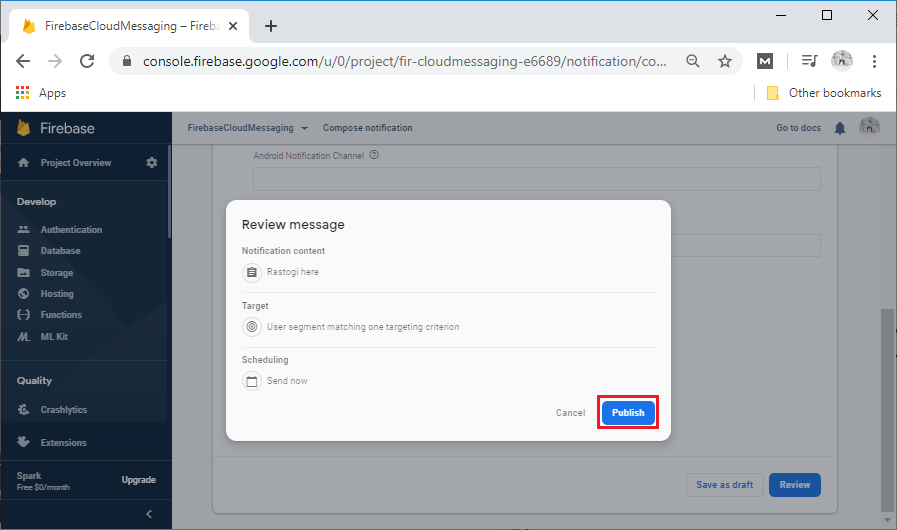 FirebaseCloudMessaging – Fireba
console.firebase.google.com/u/0/project/fir-cloudmessaging-e6689/notification/co...
M
Apps
Other bookmarks
Firebase
FirebaseCloudMessaging
Compose notification
Go to docs
Project Overview
Develop
Authentication
Database
Storage
Hosting
Functions
ML Kit
Quality
Crashlytics
Extensions
Spark
Free $0/month
Upgrade
Android Notification Channel
Review message
Notification content
Rastogi here
Target
User segment matching one targeting criterion
Scheduling
Send now
Cancel
Publish
Save as draft
Review